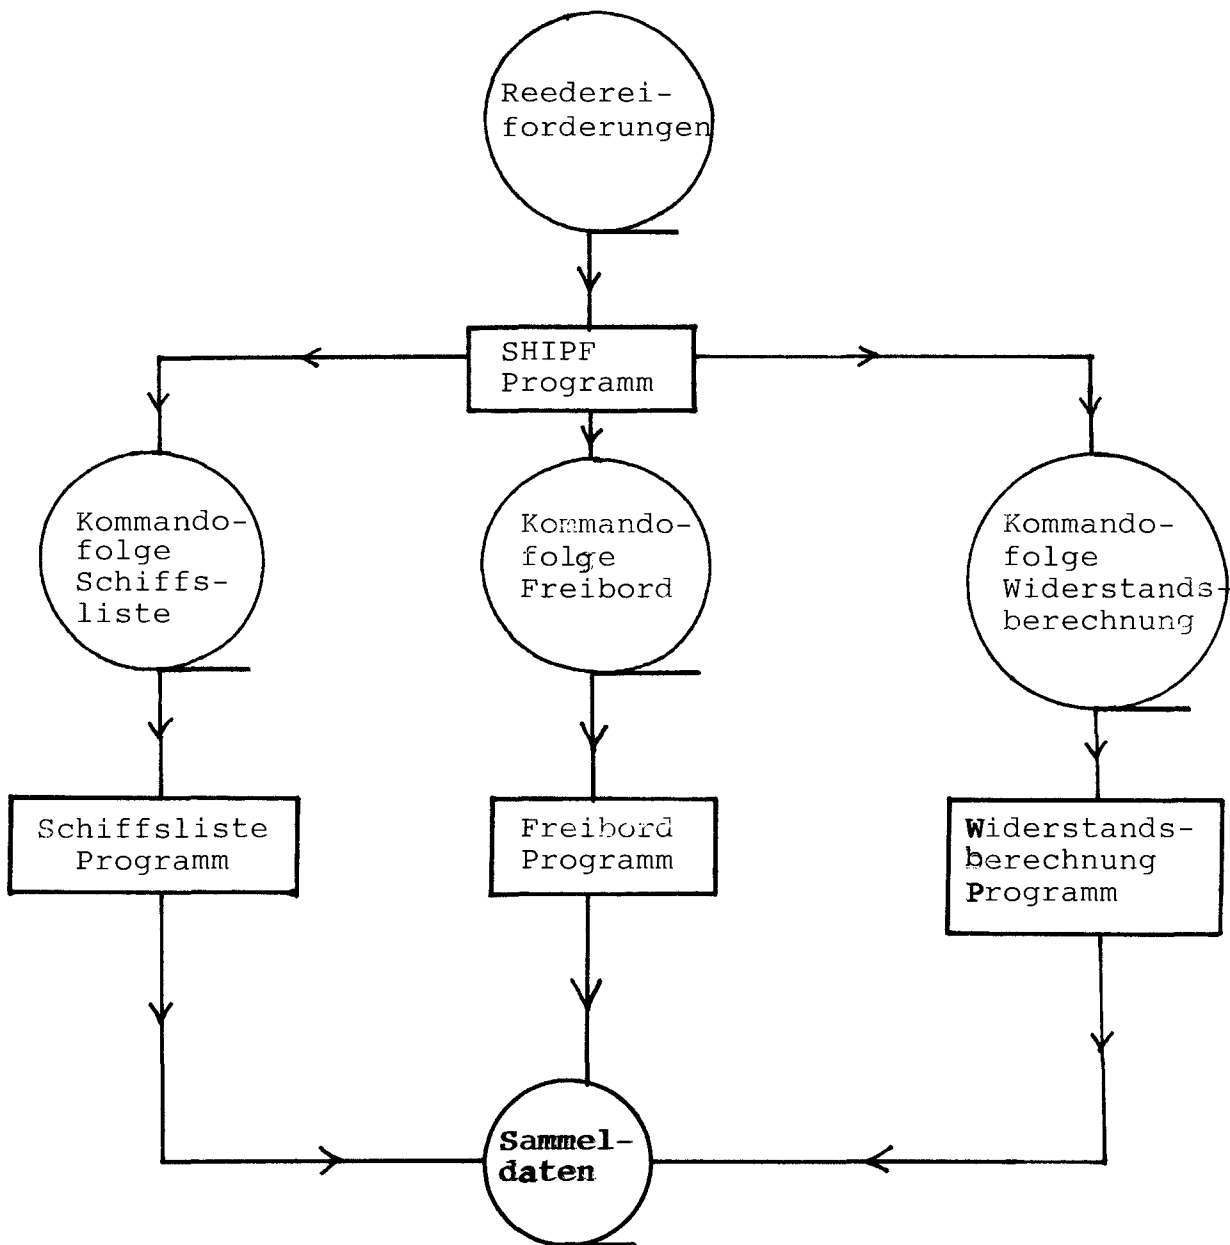 Reederei-
forderungen
SHIPF
Programm
Kommando-
folge
Schiffs-
liste
Kommando-
folge
Freibord
Kommando-
folge
Widerstands-
berechnung
Schiffsliste
Programm
Freibord
Programm
Widerstands-
berechnung
Programm
Sammel-
daten